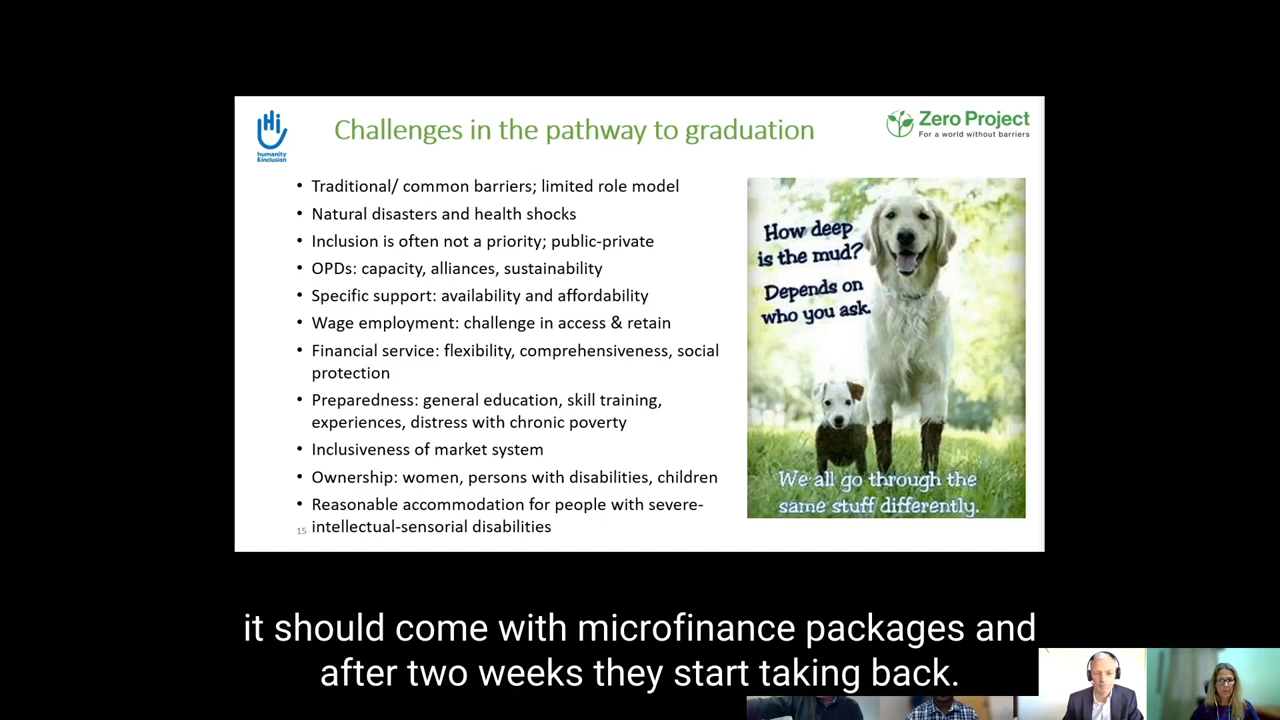 Hi
humanity
&inclusion
Challenges in the pathway to graduation
Zero Project
For a world without barriers
• Traditional/ common barriers; limited role model
• Natural disasters and health shocks
• Inclusion is often not a priority; public-private
• OPDs: capacity, alliances, sustainability
• Specific support: availability and affordability
• Wage employment: challenge in access & retain
• Financial service: flexibility, comprehensiveness, social
protection
• Preparedness: general education, skill training,
experiences, distress with chronic poverty
• Inclusiveness of market system
• Ownership: women, persons with disabilities, children
• Reasonable accommodation for people with severe-
intellectual-sensorial disabilities
15
How deep
is the mud?
Depends on
who you ask.
We all go through the
same stuff differently.
it should come with microfinance packages and
after two weeks they start taking back.